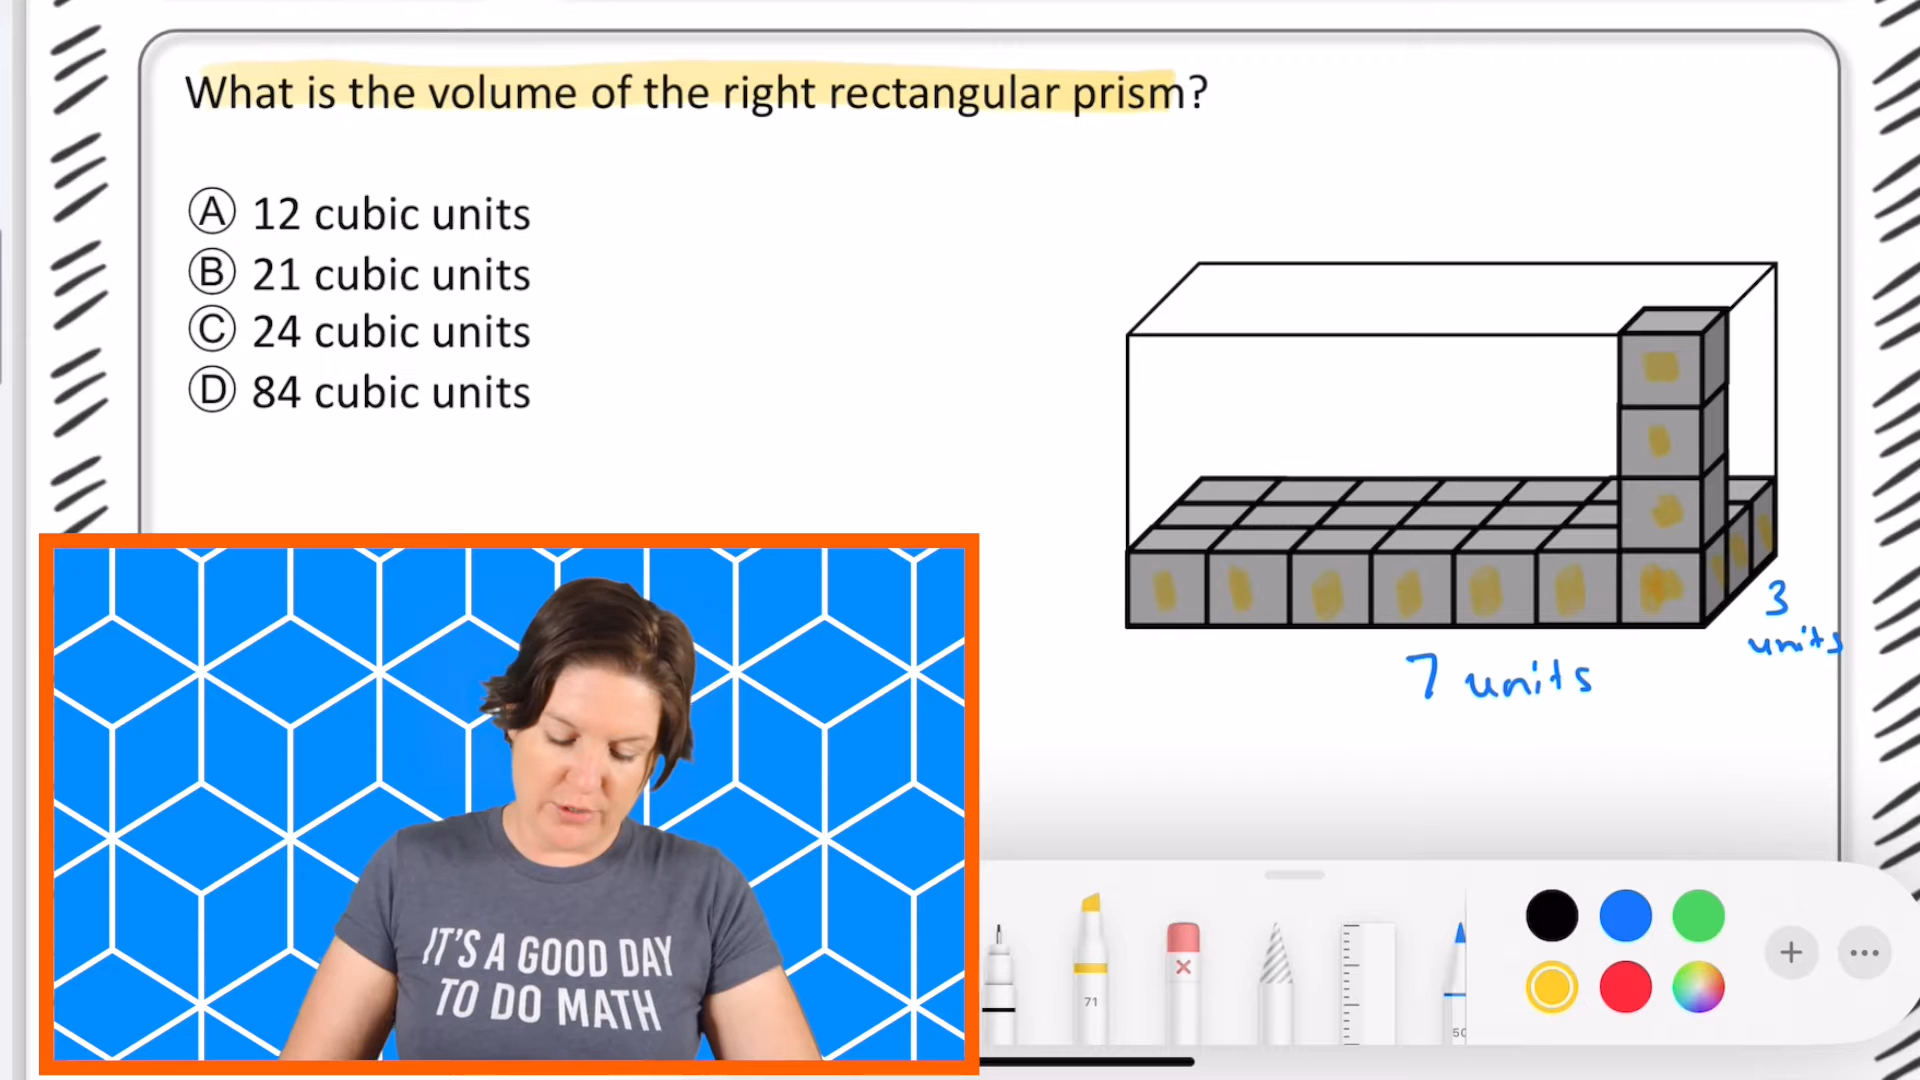 What is the volume of the right rectangular prism?
Ⓐ 12 cubic units
Ⓑ 21 cubic units
Ⓒ 24 cubic units
Ⓓ 84 cubic units
3
units
7 units
IT'S A GOOD DAY
TO DO MATH
71
50